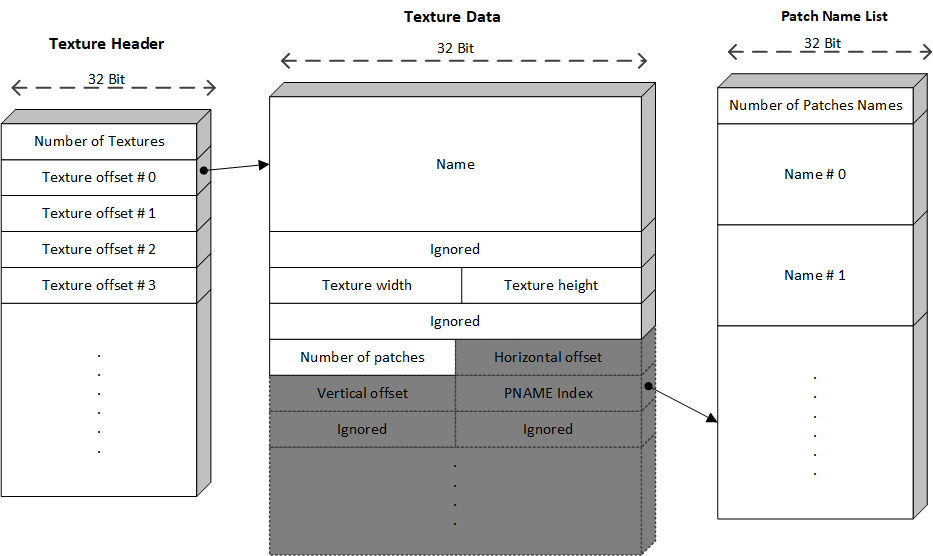 Texture Header
32 Bit
Number of Textures
Texture offset # 0
Texture offset # 1
Texture offset # 2
Texture offset # 3
Texture Data
32 Bit
Name
Ignored
Texture width
Texture height
Ignored
Number of patches
Horizontal offset
Vertical offset
PNAME Index
Ignored
Ignored
Patch Name List
32 Bit
Number of Patches Names
Name # 0
Name # 1